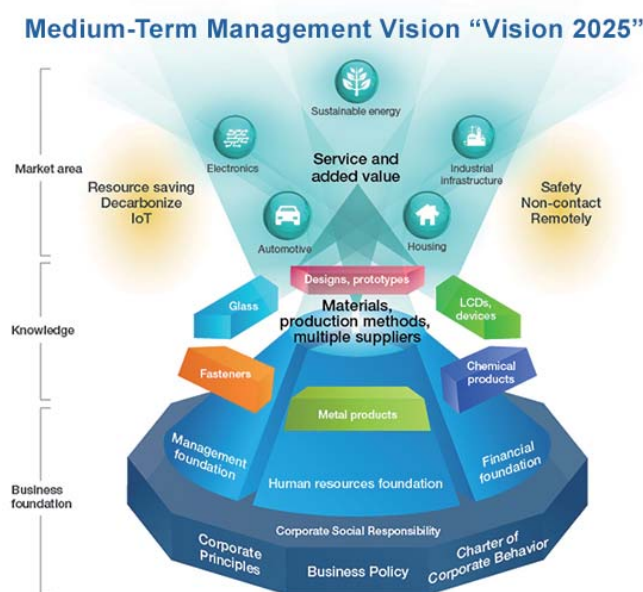 Medium-Term Management Vision “Vision 2025”
Sustainable energy
Electronics
Service and
added value
Industrial
infrastructure
Market area
Resource saving
Decarbonize
IoT
Safety
Non-contact
Remotely
Automotive
Housing
Designs, prototypes
Glass
LCDs,
devices
Materials,
production methods,
multiple suppliers
Knowledge
Fasteners
Chemical
products
Metal products
Management
foundation
Human resources foundation
Financial
foundation
Business
foundation
Corporate Social Responsibility
Corporate
Principles
Business Policy
Charter of
Corporate Behavior